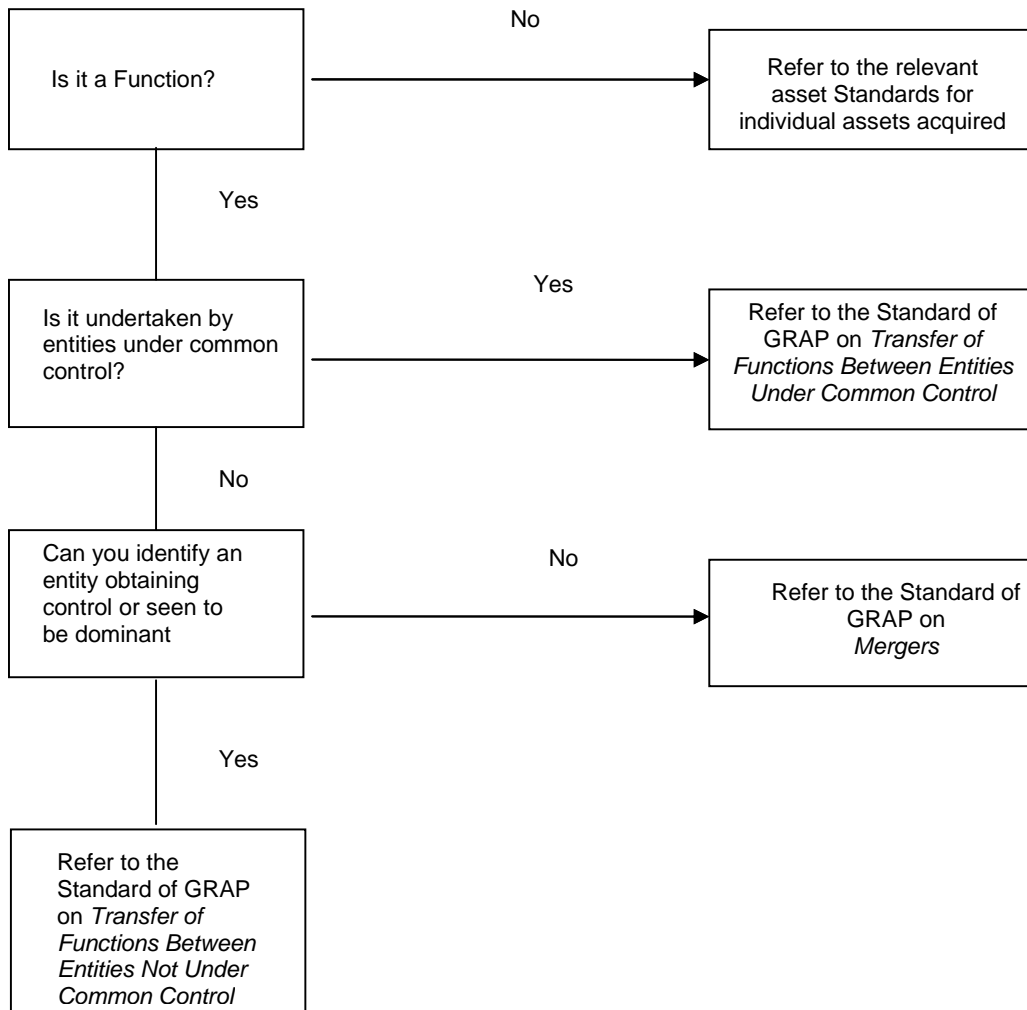 No
Is it a Function?
Refer to the relevant
asset Standards for
individual assets acquired
Yes
Yes
Is it undertaken by
entities under common
control?
Refer to the Standard of
GRAP on Transfer of
Functions Between Entities
Under Common Control
No
Can you identify an
entity obtaining
control or seen to
be dominant
No
Refer to the Standard of
GRAP on
Mergers
Yes
Refer to the
Standard of GRAP
on Transfer of
Functions Between
Entities Not Under
Common Control